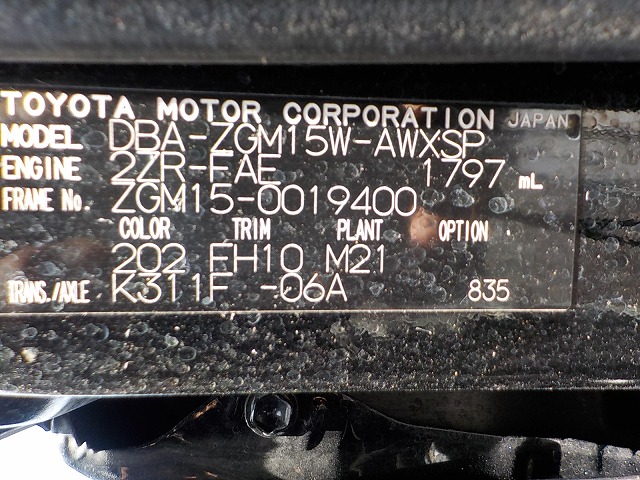 TOYOTA MOTOR CORPORATION JAPAN
MODEL DBA-ZGM15W-AWXSP
ENGINE 2ZR-FAE 1797 mL
FRAME No. ZGM15-0019400
COLOR TRIM PLANT OPTION
202 FH10 M21
TRANS./AXLE K311F -06A 835